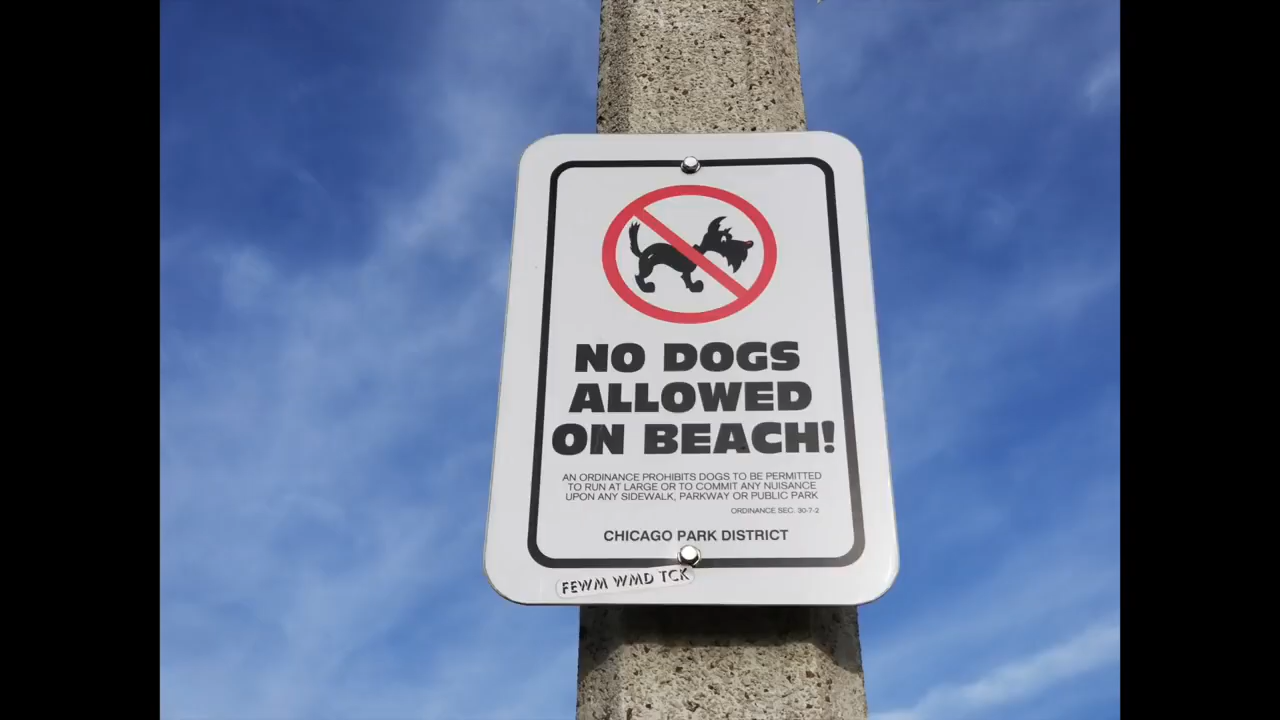 NO DOGS
ALLOWED
ON BEACH!
AN ORDINANCE PROHIBITS DOGS TO BE PERMITTED
TO RUN AT LARGE OR TO COMMIT ANY NUISANCE
UPON ANY SIDEWALK, PARKWAY OR PUBLIC PARK
ORDINANCE SEC. 30-7-2
CHICAGO PARK DISTRICT
FEWM WMD TCK